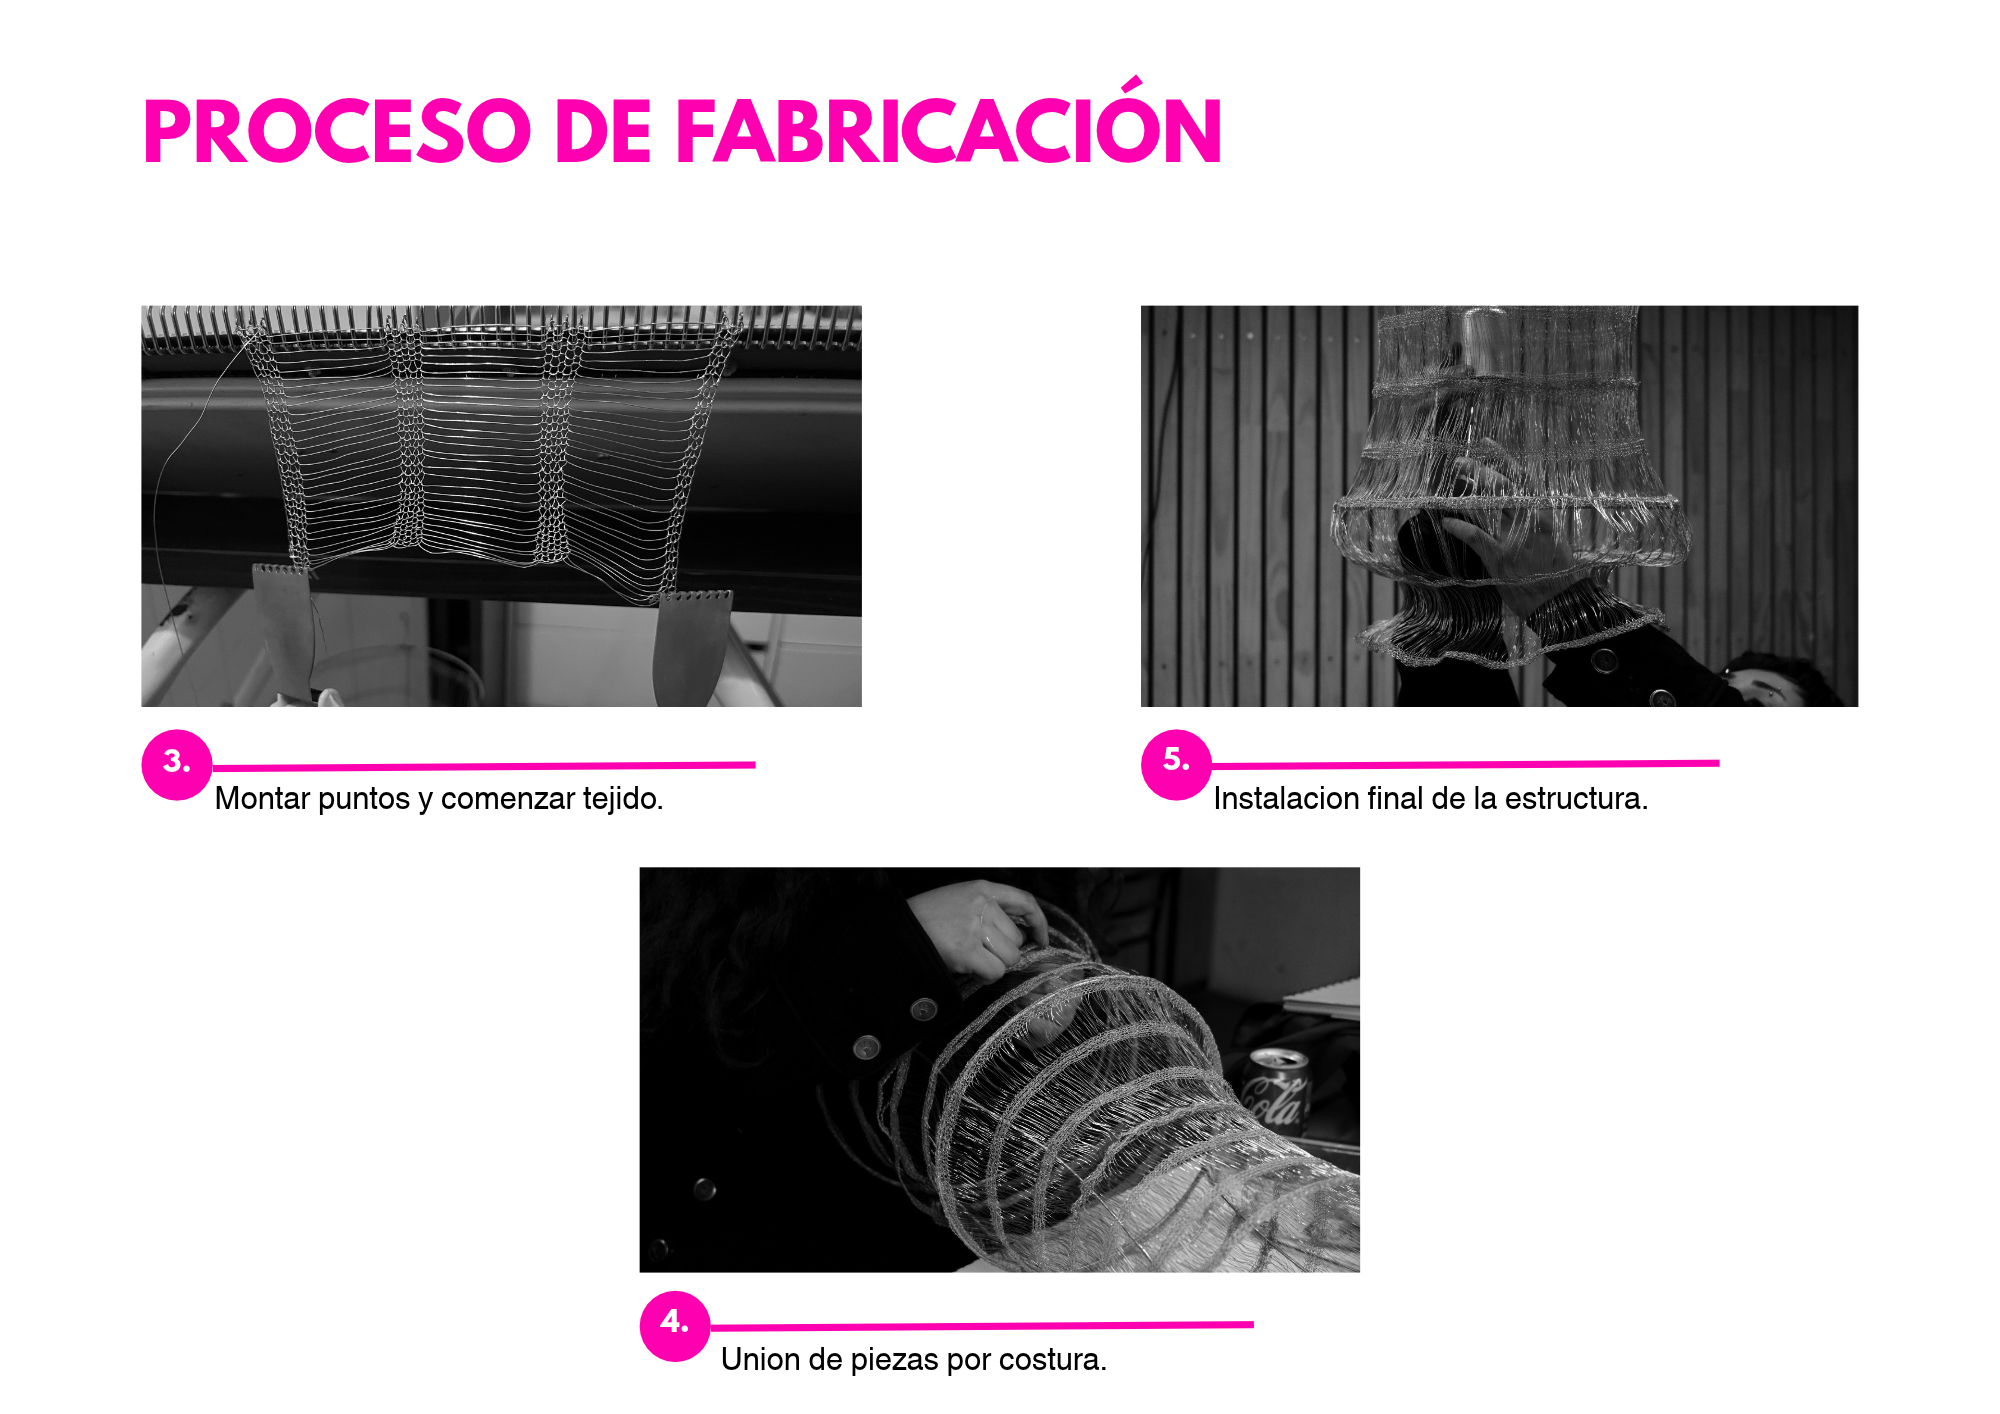 PROCESO DE FABRICACIÓN
3.
Montar puntos y comenzar tejido.
5.
Instalacion final de la estructura.
Cola
4.
Union de piezas por costura.